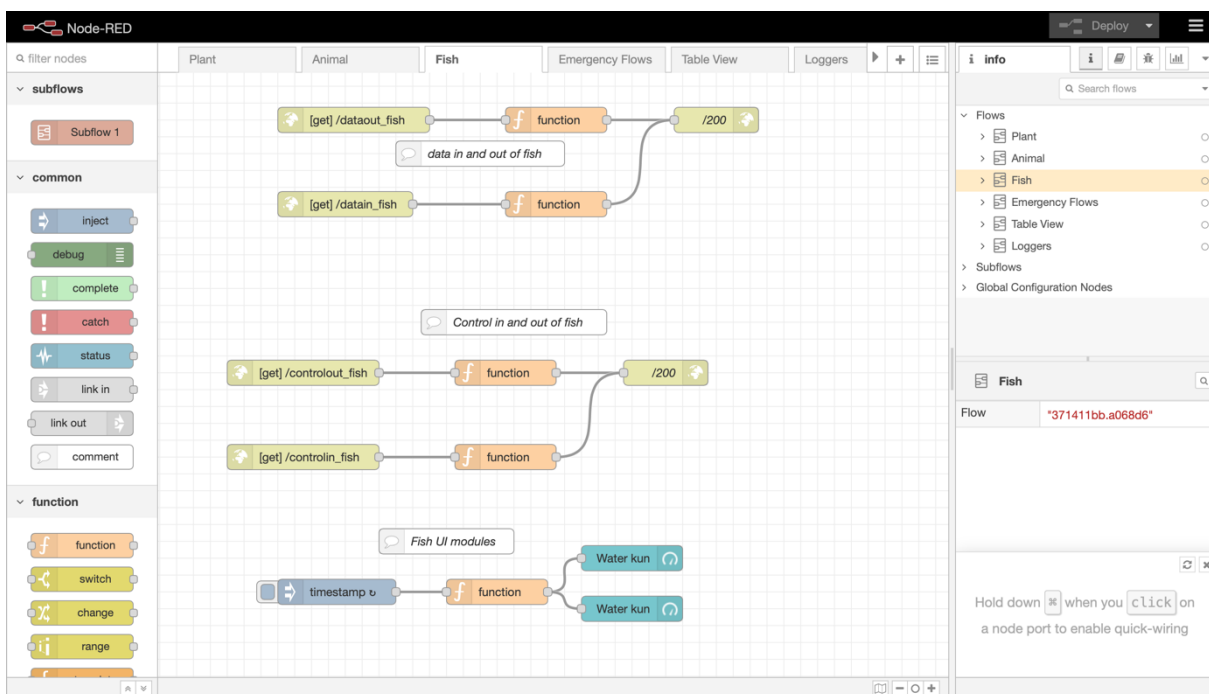 Node-RED
Deploy
filter nodes
Plant
Animal
Fish
Emergency Flows
Table View
Loggers
i info
i
subflows
Subflow 1
common
inject
debug
complete
catch
status
link in
link out
comment
function
function
switch
change
range
[get] /dataout_fish
function
/200
data in and out of fish
[get] /datain_fish
function
Control in and out of fish
[get] /controlout_fish
function
/200
[get] /controlin_fish
function
Fish UI modules
timestamp ↻
function
Water kun
Water kun
Search flows
Flows
Plant
Animal
Fish
Emergency Flows
Table View
Loggers
Subflows
Global Configuration Nodes
Fish
Flow "371411bb.a068d6"
Hold down ⌘ when you click on
a node port to enable quick-wiring